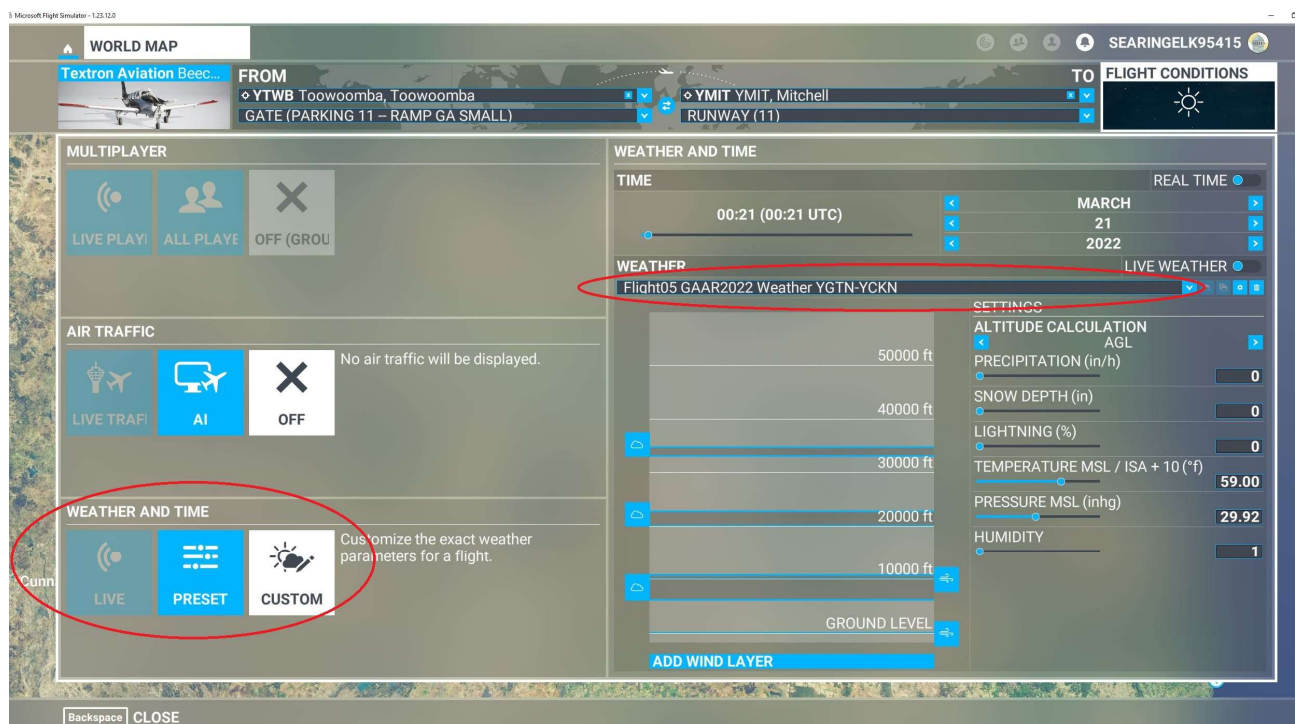 Microsoft Flight Simulator - 1.23.12.0
WORLD MAP
SEARINGELK95415
Textron Aviation Beec...
FROM
YTWB Toowoomba, Toowoomba
GATE (PARKING 11 – RAMP GA SMALL)
TO
YMIT YMIT, Mitchell
RUNWAY (11)
FLIGHT CONDITIONS
MULTIPLAYER
LIVE PLAYI
ALL PLAYE
OFF (GROU
AIR TRAFFIC
No air traffic will be displayed.
LIVE TRAFI
AI
OFF
WEATHER AND TIME
Customize the exact weather
parameters for a flight.
LIVE
PRESET
CUSTOM
Cunn
WEATHER AND TIME
TIME
REAL TIME
00:21 (00:21 UTC)
MARCH
21
2022
WEATHER
LIVE WEATHER
Flight05 GAAR2022 Weather YGTN-YCKN
50000 ft
40000 ft
30000 ft
20000 ft
10000 ft
GROUND LEVEL
ADD WIND LAYER
SETTINGS
ALTITUDE CALCULATION
AGL
PRECIPITATION (in/h)
0
SNOW DEPTH (in)
0
LIGHTNING (%)
0
TEMPERATURE MSL / ISA + 10 (°f)
59.00
PRESSURE MSL (inhg)
29.92
HUMIDITY
1
Backspace CLOSE